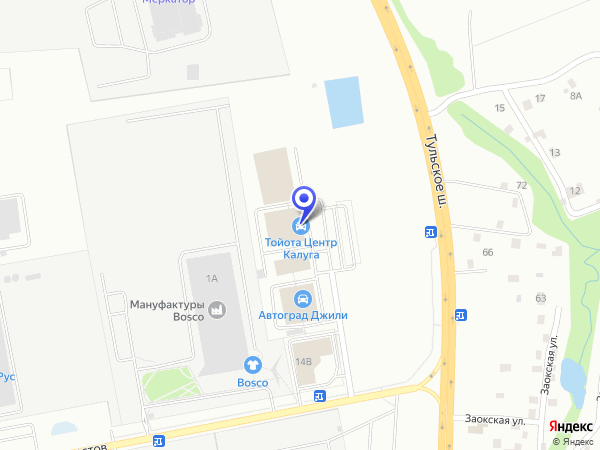 Меркатор
8А
17
15
Тульское ш.
13
12
72
Тойота Центр
Калуга
66
1А
Мануфактуры
Bosco
Автоград Джили
63
Заокская ул.
14В
Рус
Bosco
Заокская ул.
Яндекс
© Яндекс